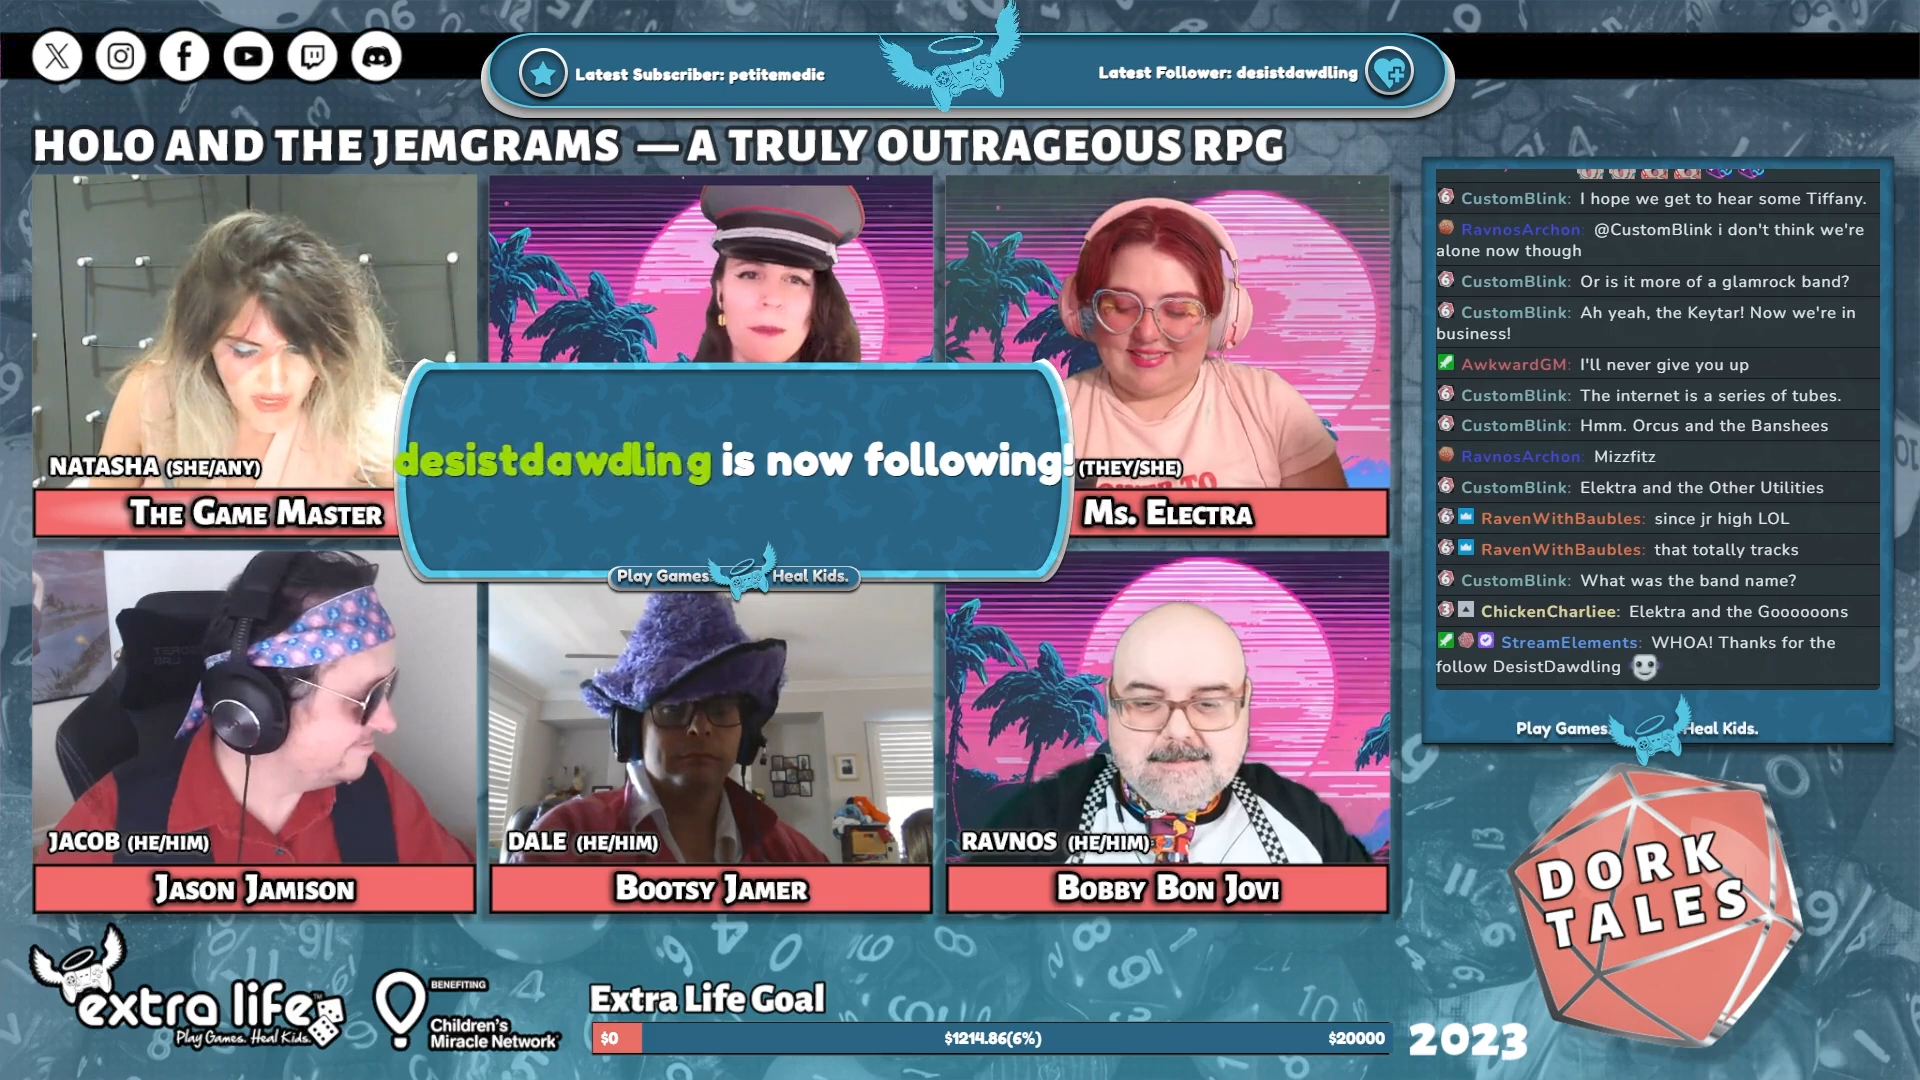 Latest Subscriber: petitemedic
Latest Follower: desistdawdling
HOLO AND THE JEMGRAMS — A TRULY OUTRAGEOUS RPG
NATASHA (SHE/ANY)
THE GAME MASTER
(THEY/SHE)
MS. ELECTRA
desistdawdling is now following!
Play Games. Heal Kids.
JACOB (HE/HIM)
JASON JAMISON
DALE (HE/HIM)
BOOTSY JAMER
RAVNOS (HE/HIM)
BOBBY BON JOVI
CustomBlink: I hope we get to hear some Tiffany.
RavnosArchon: @CustomBlink i don't think we're
alone now though
CustomBlink: Or is it more of a glamrock band?
CustomBlink: Ah yeah, the Keytar! Now we're in
business!
AwkwardGM: I'll never give you up
CustomBlink: The internet is a series of tubes.
CustomBlink: Hmm. Orcus and the Banshees
RavnosArchon: Mizzfitz
CustomBlink: Elektra and the Other Utilities
RavenWithBaubles: since jr high LOL
RavenWithBaubles: that totally tracks
CustomBlink: What was the band name?
ChickenCharliee: Elektra and the Goooooons
StreamElements: WHOA! Thanks for the
follow DesistDawdling
Play Games. Heal Kids.
DORK
TALES
extra life
Play Games. Heal Kids.
BENEFITING
Children's
Miracle Network
Extra Life Goal
$0 $1214.86(6%) $20000
2023